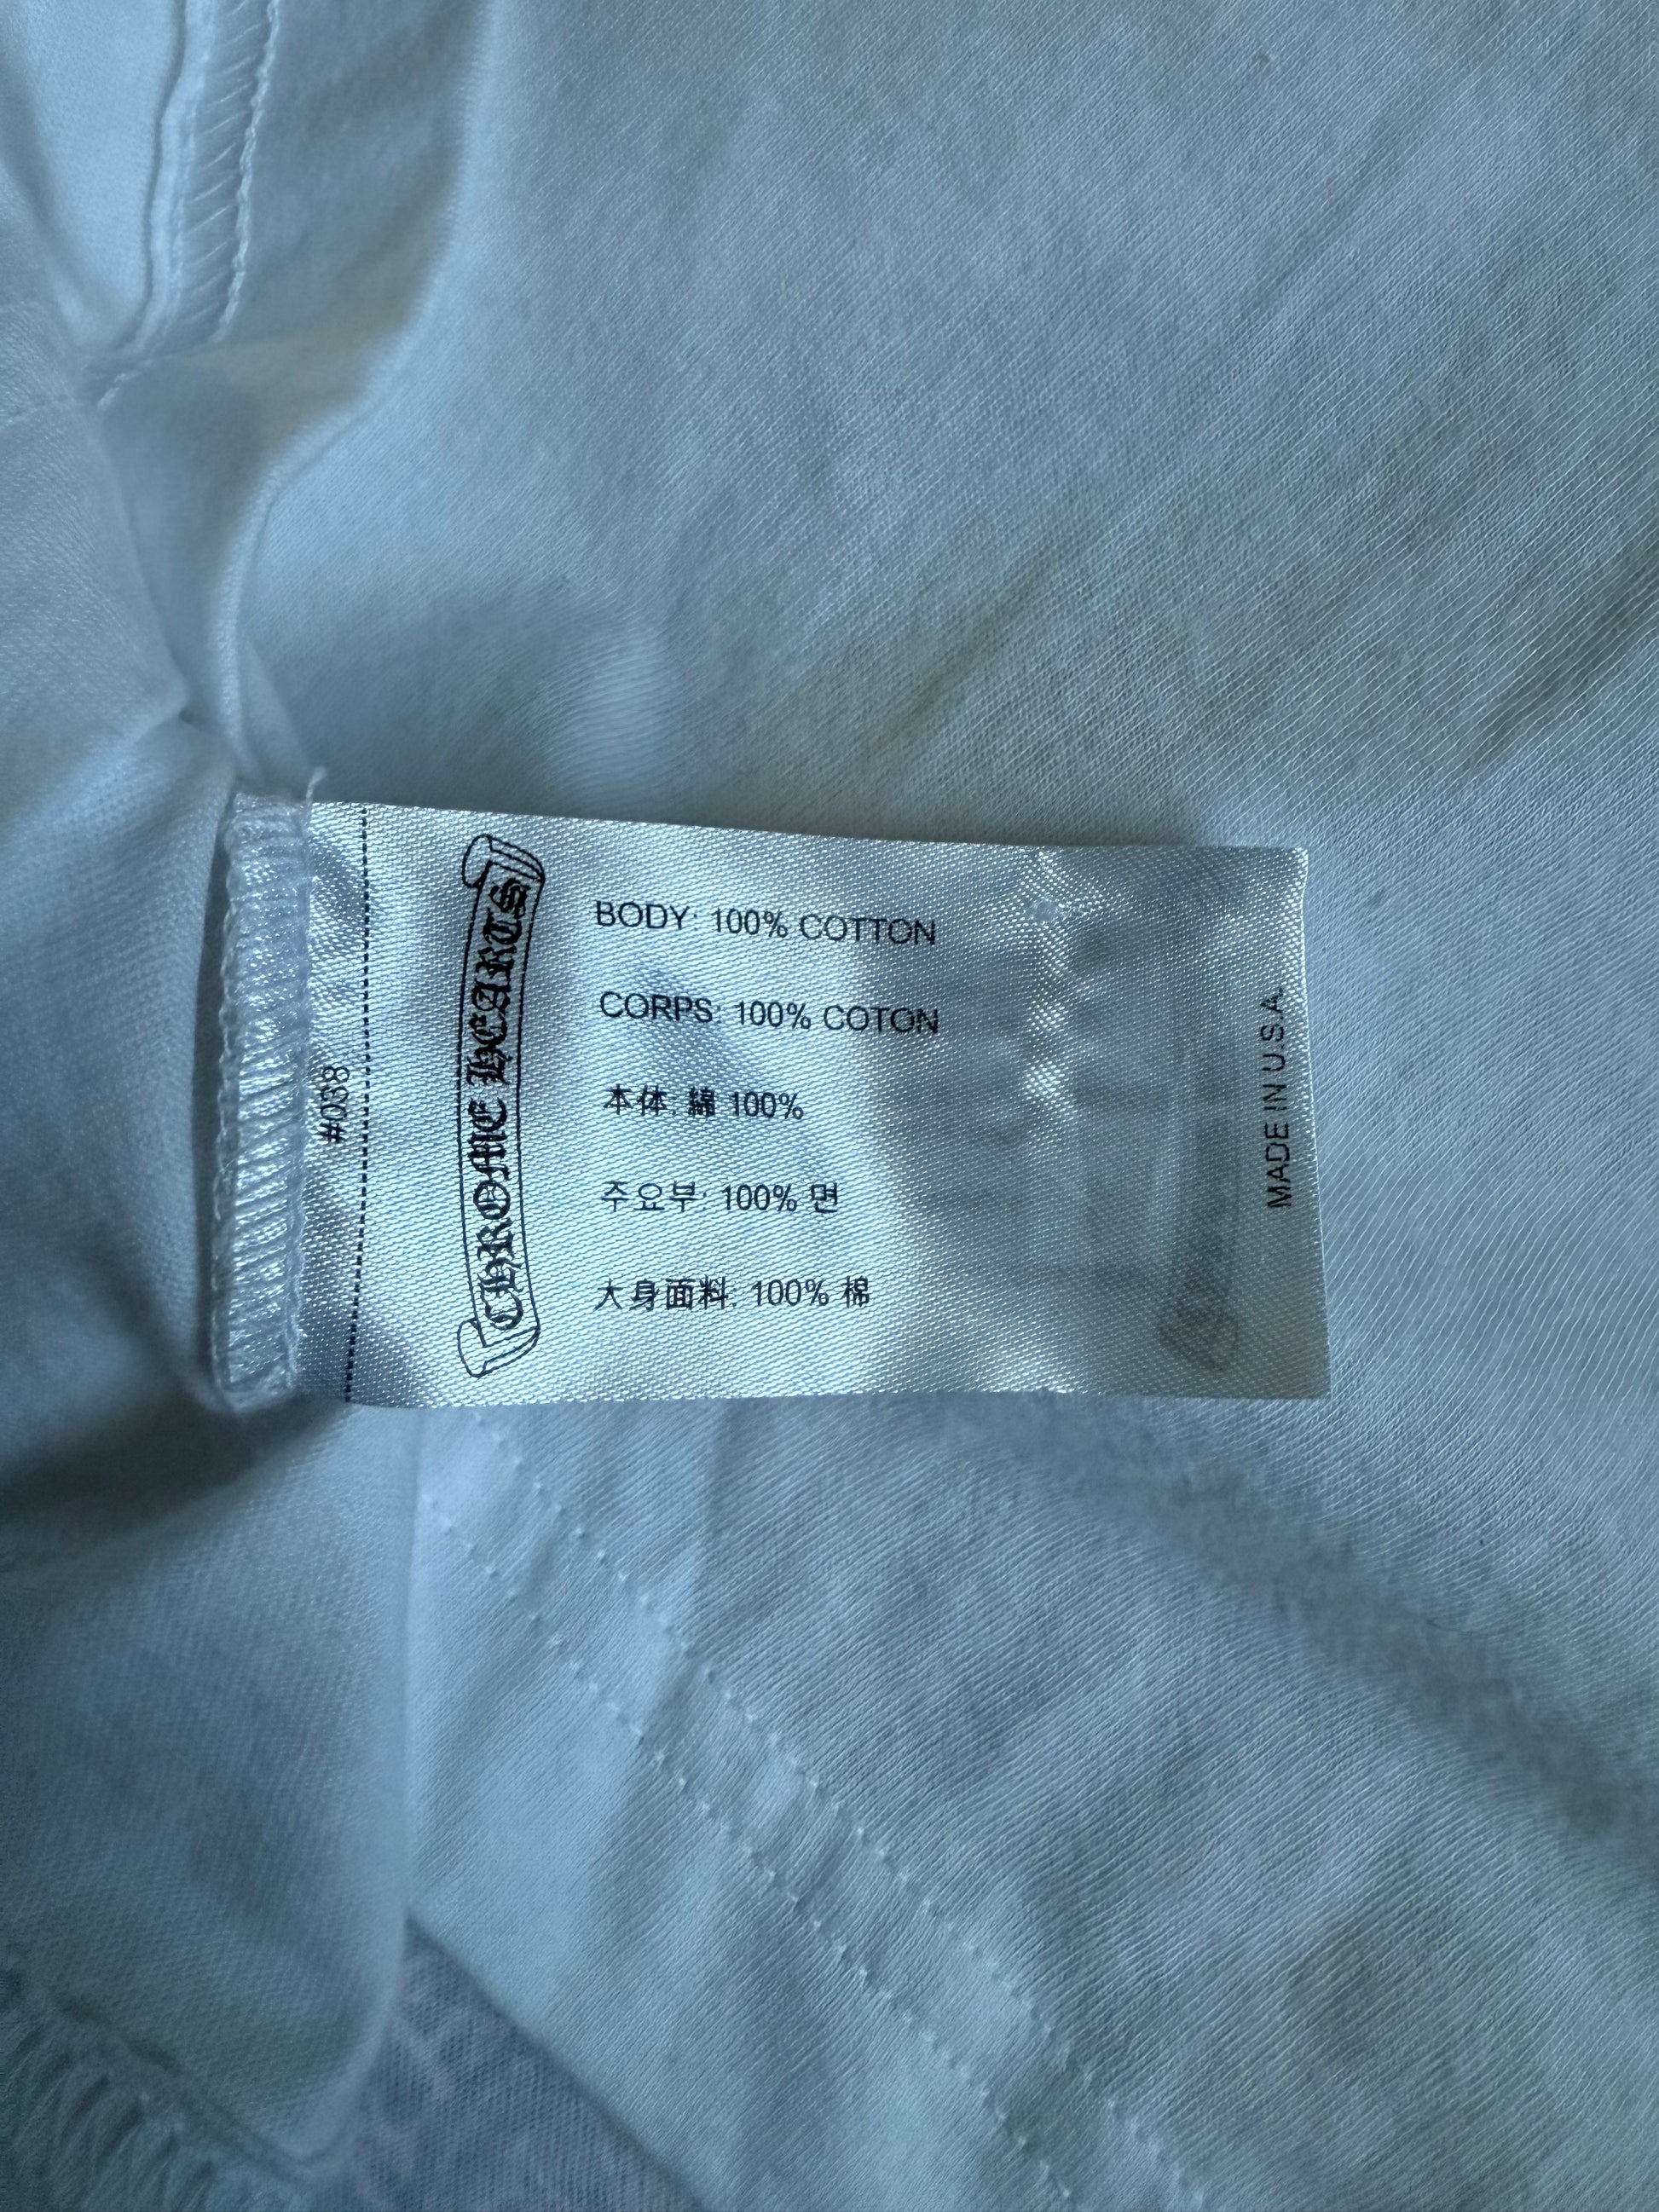 #038
CHROME HEARTS
BODY: 100% COTTON
CORPS: 100% COTON
本体: 綿 100%
주요부: 100% 면
大身面料: 100% 棉
MADE IN U.S.A.